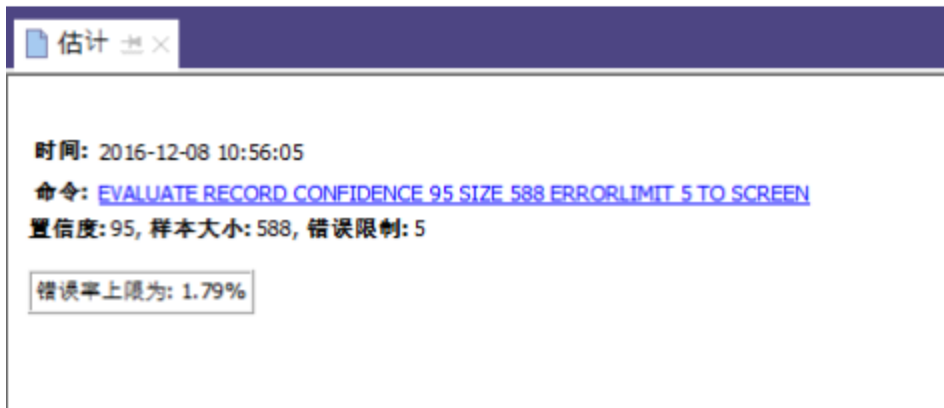 估计
时间: 2016-12-08 10:56:05
命令: EVALUATE RECORD CONFIDENCE 95 SIZE 588 ERRORLIMIT 5 TO SCREEN
置信度: 95, 样本大小: 588, 错误限制: 5
错误率上限为: 1.79%